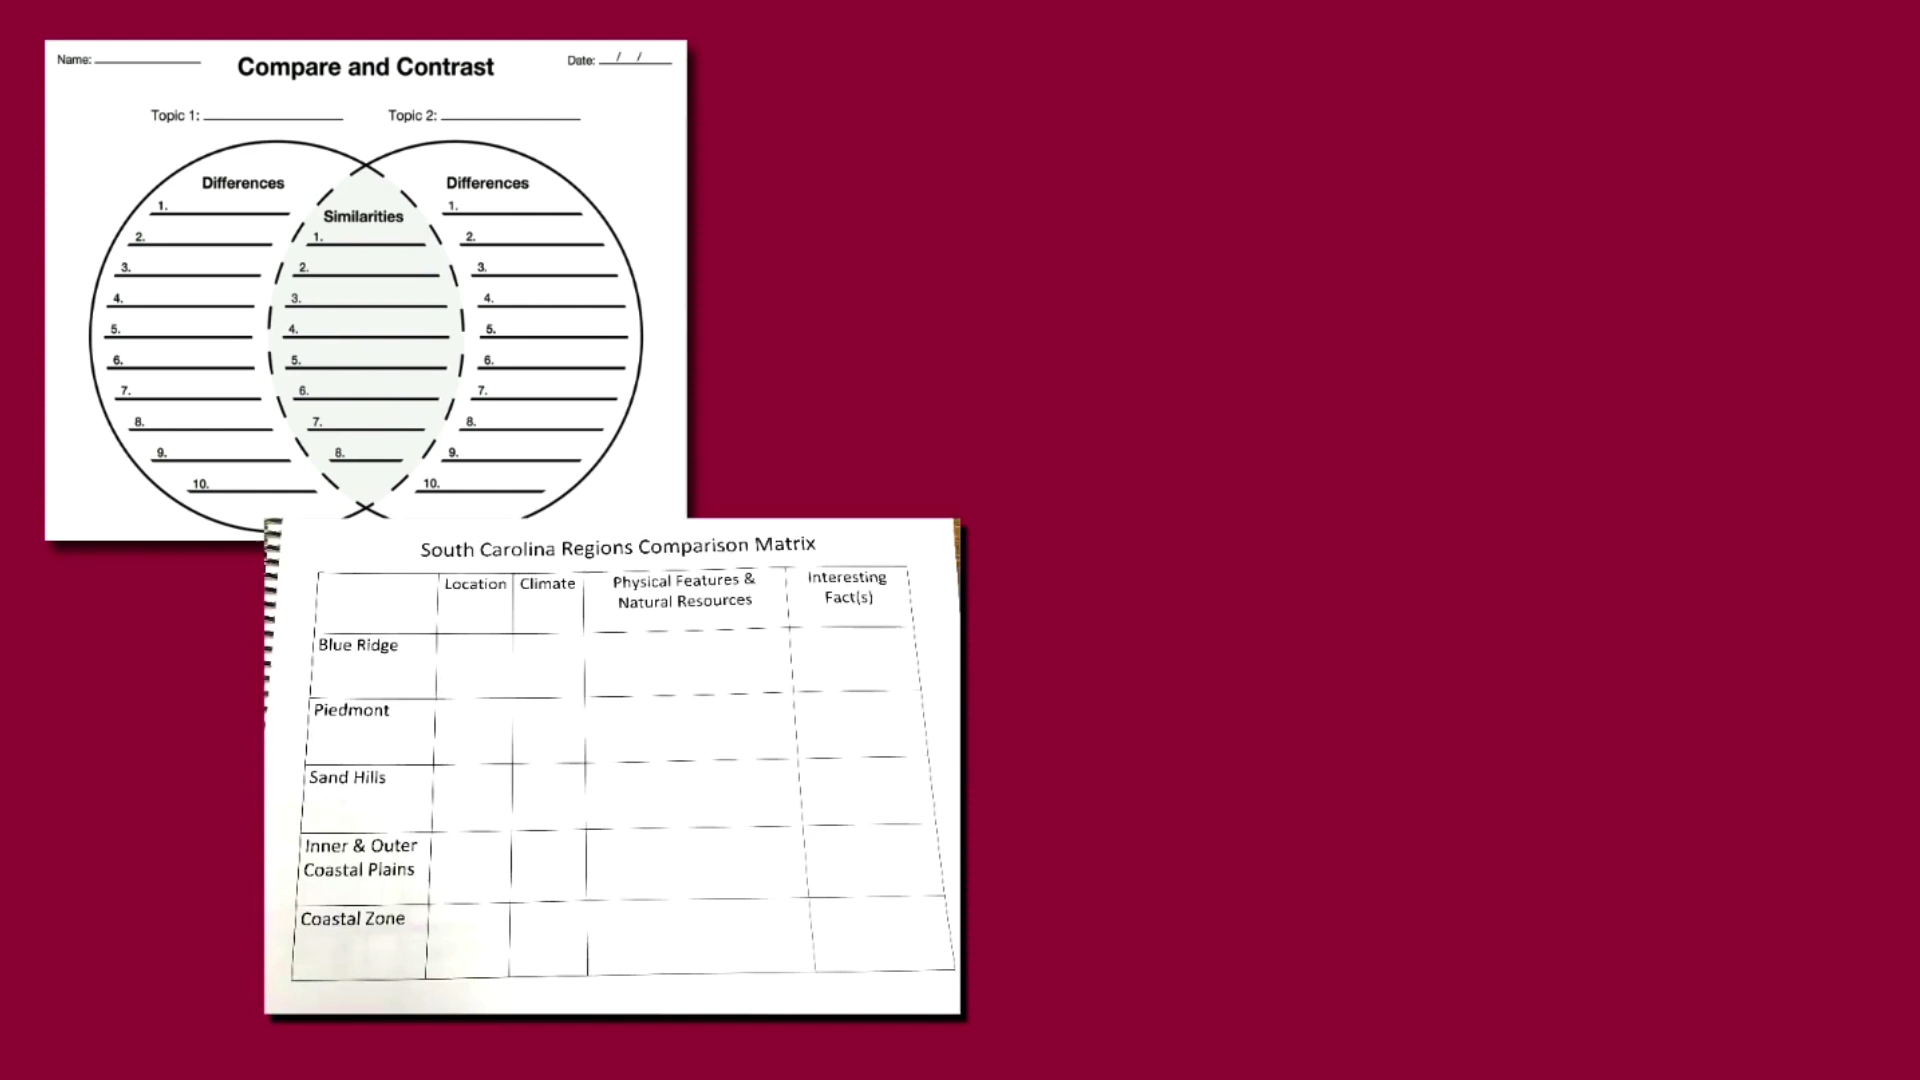 Name:
Compare and Contrast
Date: / /
Topic 1:
Topic 2:
Differences
1.
2.
3.
4.
5.
6.
7.
8.
9.
10.
Similarities
1.
2.
3.
4.
5.
6.
7.
8.
Differences
1.
2.
3.
4.
5.
6.
7.
8.
9.
10.
South Carolina Regions Comparison Matrix
Location
Climate
Physical Features &
Natural Resources
Interesting
Fact(s)
Blue Ridge
Piedmont
Sand Hills
Inner & Outer
Coastal Plains
Coastal Zone